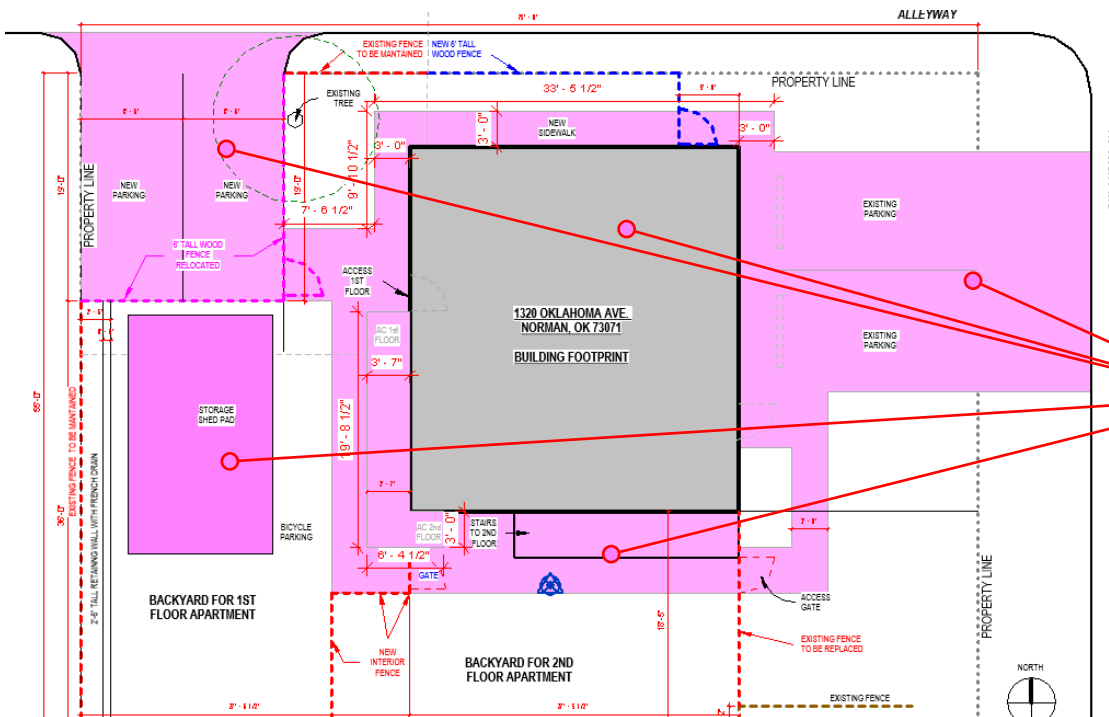 ALLEYWAY
EXISTING FENCE
TO BE MANTAINED
NEW 6' TALL
WOOD FENCE
PROPERTY LINE
33' - 5 1/2"
EXISTING
TREE
NEW
SIDEWALK
3' - 0"
3' - 0"
3' - 0"
9' - 10 1/2"
7' - 6 1/2"
PROPERTY LINE
19'-0"
19'-0"
NEW
PARKING
NEW
PARKING
EXISTING
PARKING
6' TALL WOOD
FENCE
RELOCATED
ACCESS
1ST
FLOOR
1320 OKLAHOMA AVE.
NORMAN, OK 73071
BUILDING FOOTPRINT
AC 1st
FLOOR
3' - 7"
EXISTING
PARKING
STORAGE
SHED PAD
19' - 8 1/2"
EXISTING FENCE TO BE MANTAINED
2'-6" TALL RETAINING WALL WITH FRENCH DRAIN
36'-0"
BICYCLE
PARKING
AC 2nd
FLOOR
3' - 0"
STAIRS
TO 2ND
FLOOR
6' - 4 1/2"
GATE
BACKYARD FOR 1ST
FLOOR APARTMENT
ACCESS
GATE
PROPERTY LINE
NEW
INTERIOR
FENCE
BACKYARD FOR 2ND
FLOOR APARTMENT
EXISTING FENCE
TO BE REPLACED
NORTH
EXISTING FENCE